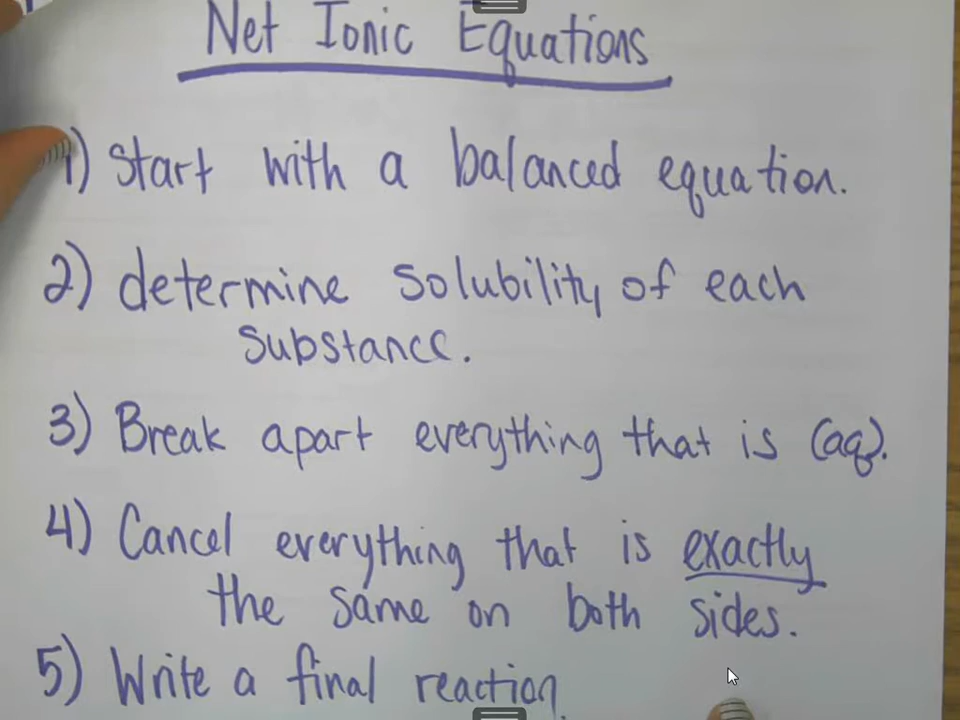 Net Ionic Equations
1) Start with a balanced equation.
2) determine solubility of each
substance.
3) Break apart everything that is (aq).
4) Cancel everything that is exactly
the same on both sides.
5) Write a final reaction.